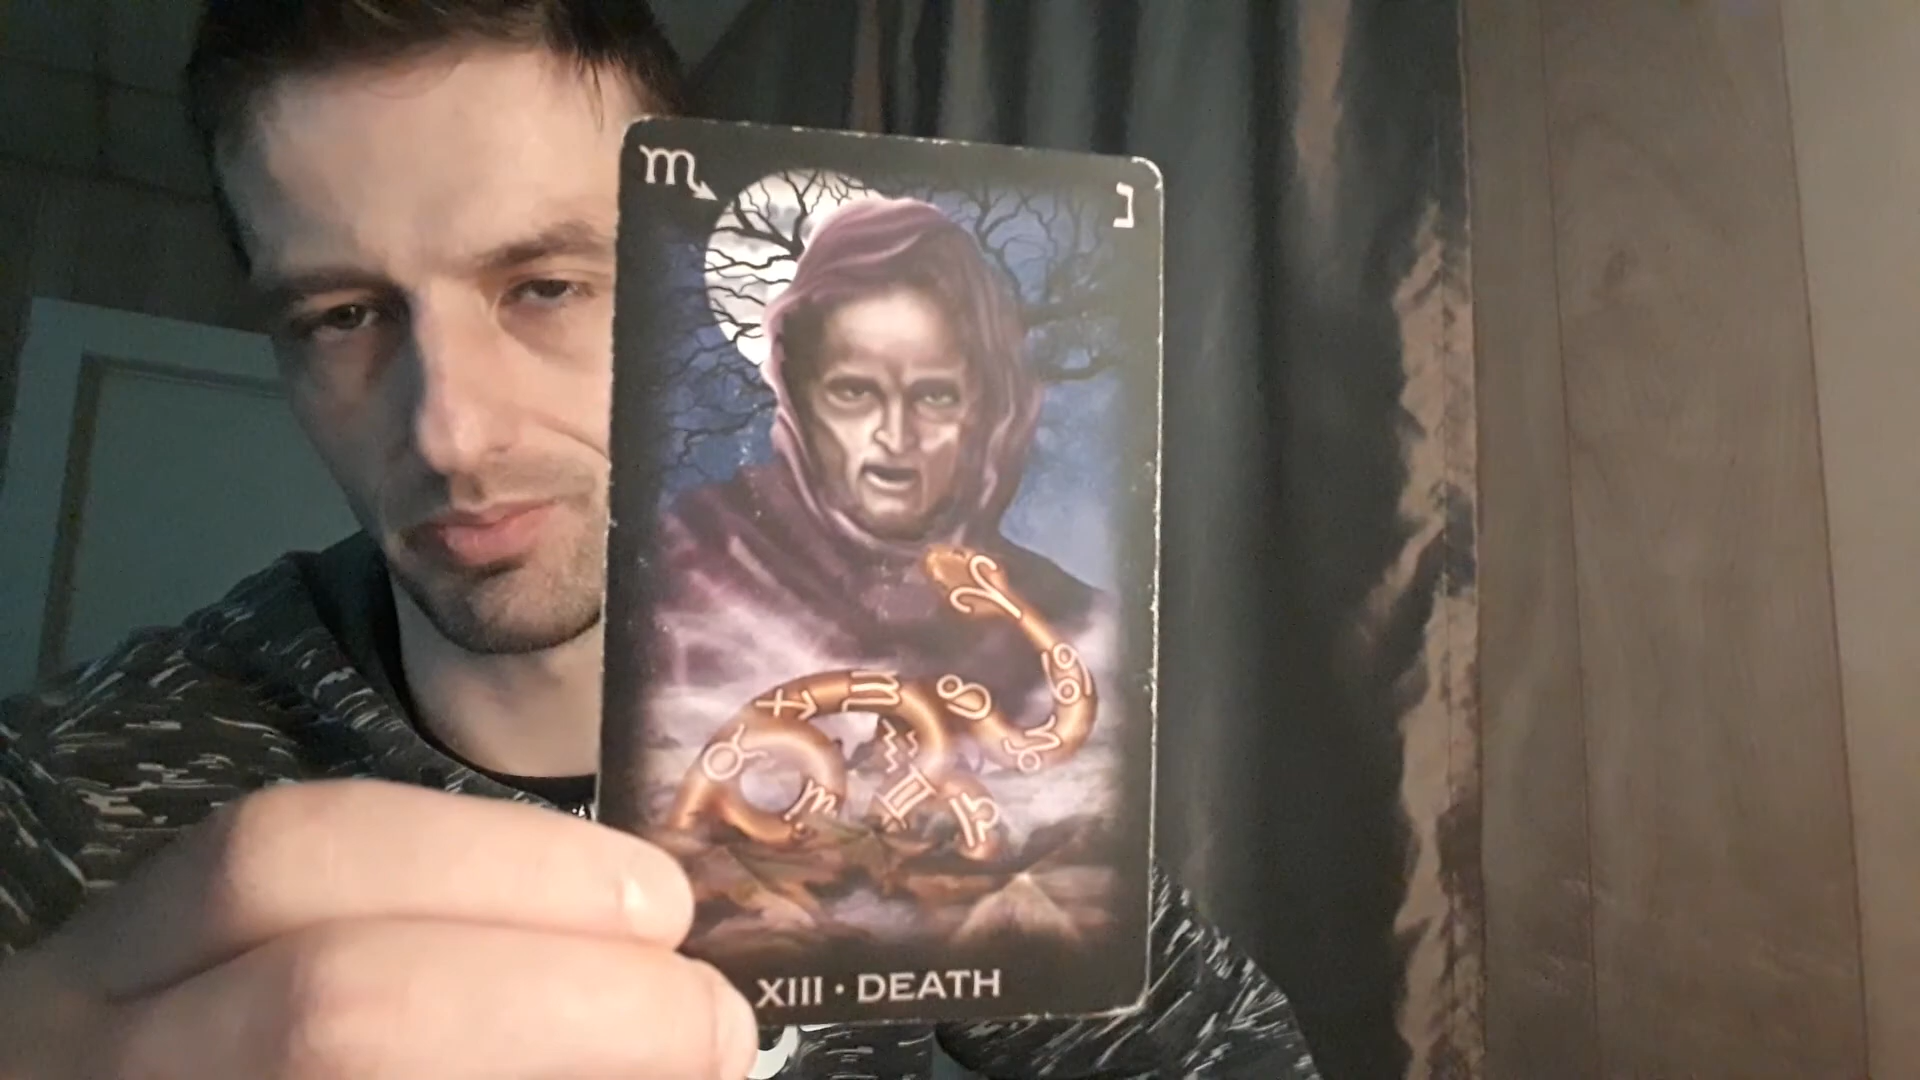 ♏ נ
XIII • DEATH